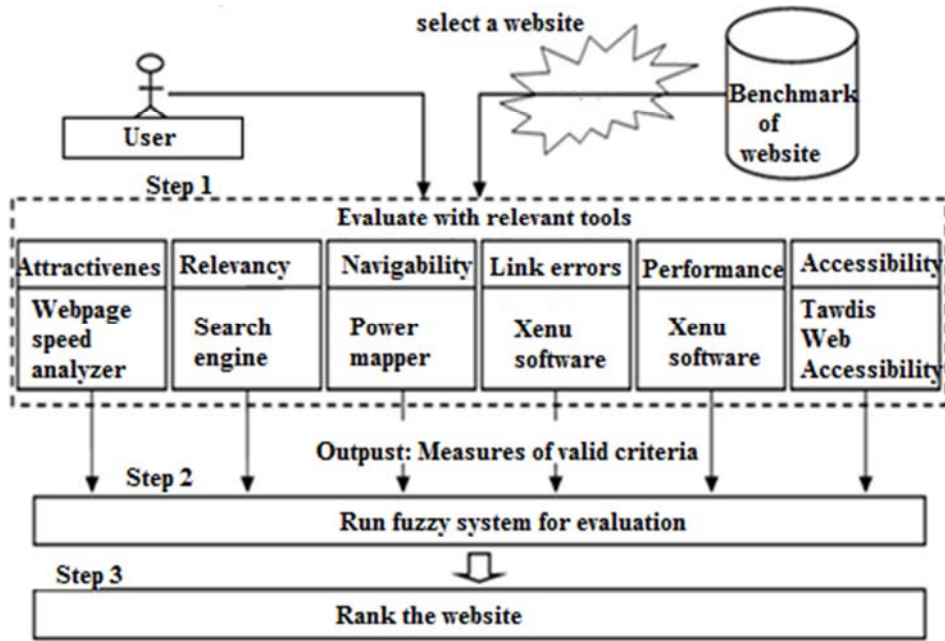 select a website
Benchmark
of
website
User
Step 1
Evaluate with relevant tools
Attractivenes
Relevancy
Navigability
Link errors
Performance
Accessibility
Webpage
speed
analyzer
Search
engine
Power
mapper
Xenu
software
Xenu
software
Tawdis
Web
Accessibility
Outpust: Measures of valid criteria
Step 2
Run fuzzy system for evaluation
Step 3
Rank the website